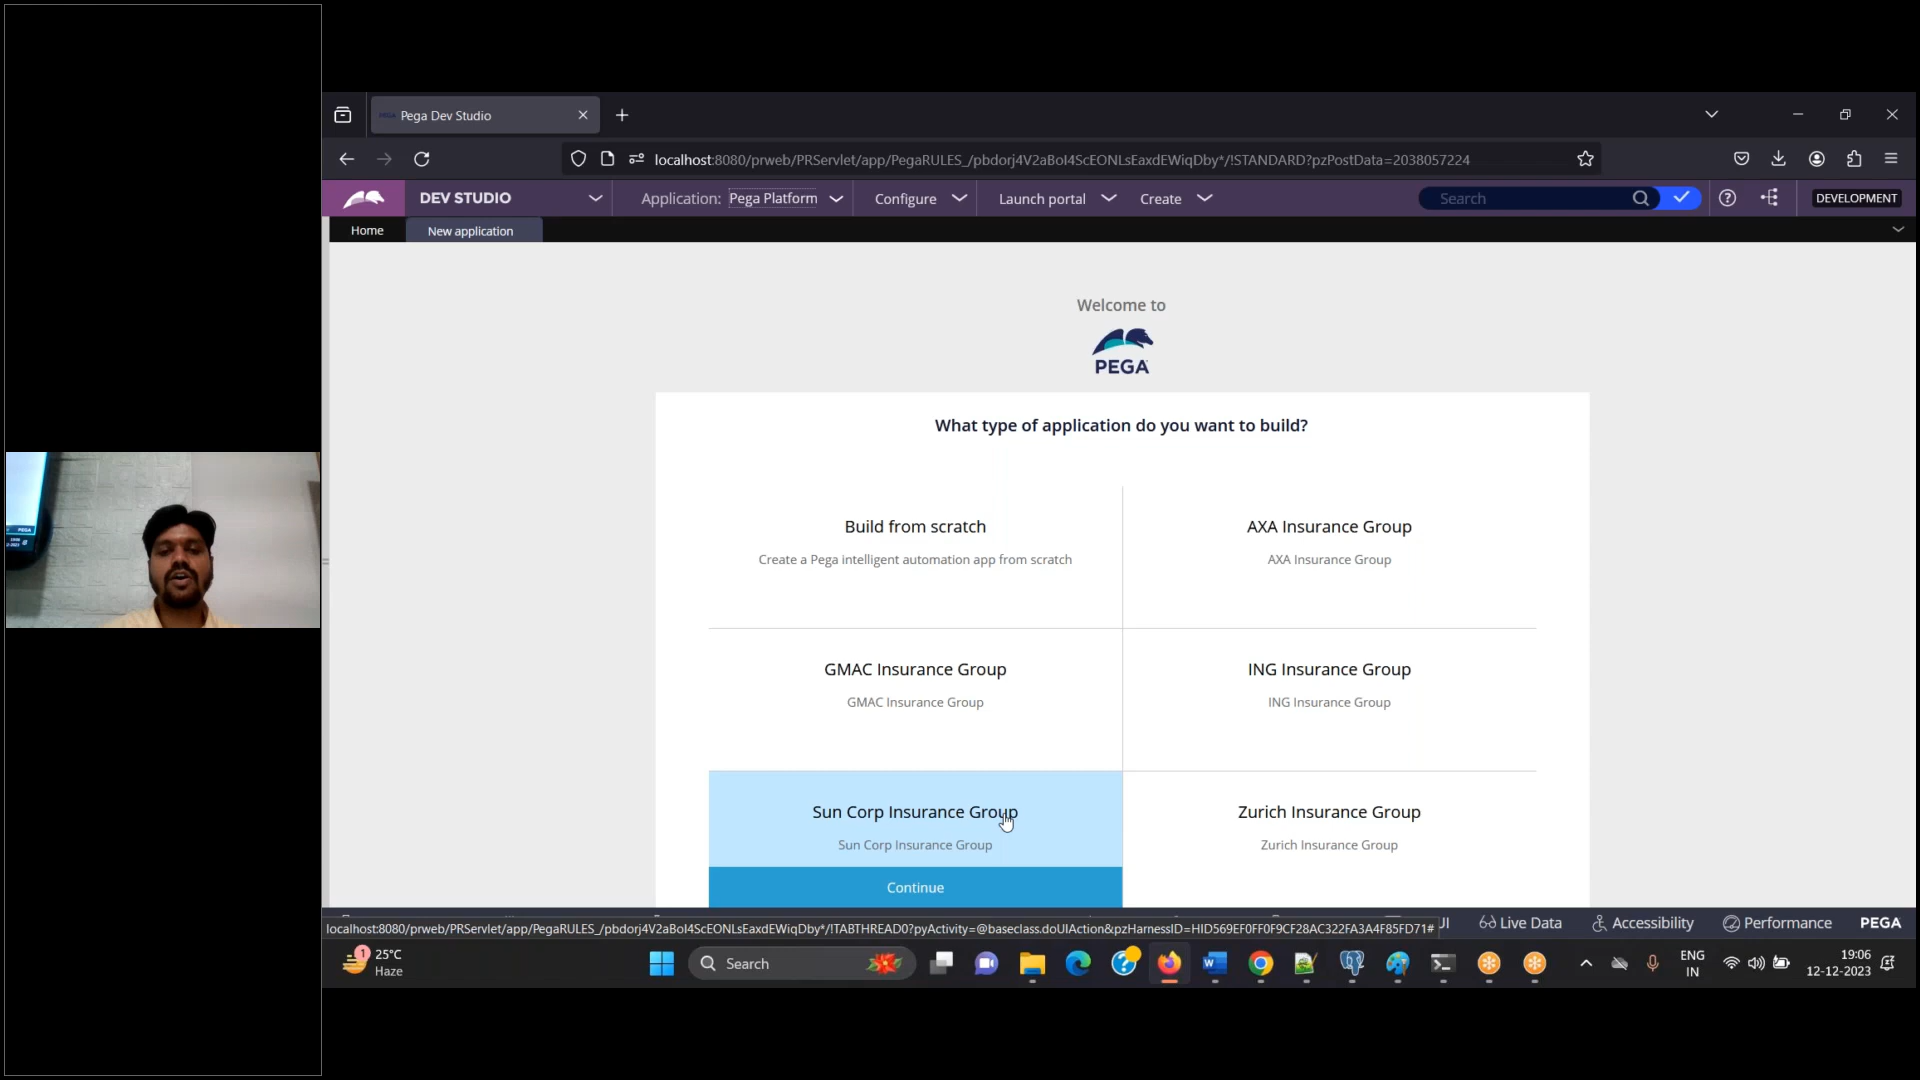 Pega Dev Studio
localhost:8080/prweb/PRServlet/app/PegaRULES_/pbdorj4V2aBoI4ScEONLsEaxdEWiqDby*/!STANDARD?pzPostData=2038057224
DEV STUDIO
Application: Pega Platform
Configure
Launch portal
Create
Search
DEVELOPMENT
Home
New application
Welcome to
PEGA
What type of application do you want to build?
Build from scratch
Create a Pega intelligent automation app from scratch
AXA Insurance Group
AXA Insurance Group
GMAC Insurance Group
GMAC Insurance Group
ING Insurance Group
ING Insurance Group
Sun Corp Insurance Group
Sun Corp Insurance Group
Continue
Zurich Insurance Group
Zurich Insurance Group
localhost:8080/prweb/PRServlet/app/PegaRULES_/pbdorj4V2aBoI4ScEONLsEaxdEWiqDby*/!TABTHREAD0?pyActivity=@baseclass.doUIAction&pzHarnessID=HID569EF0FF0F9CF28AC322FA3A4F85FD71#
Live Data
Accessibility
Performance
PEGA
1
25°C
Haze
Search
ENG
IN
19:06
12-12-2023